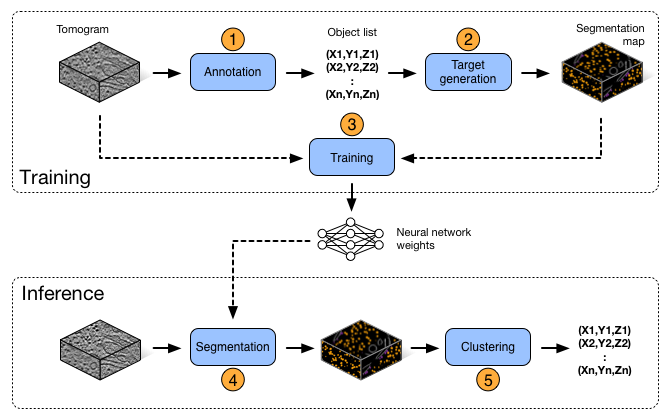 Tomogram
1
Annotation
Object list
(X1,Y1,Z1)
(X2,Y2,Z2)
:
(Xn,Yn,Zn)
2
Target
generation
Segmentation
map
3
Training
Training
Neural network
weights
Inference
Segmentation
4
Clustering
5
(X1,Y1,Z1)
(X2,Y2,Z2)
:
(Xn,Yn,Zn)